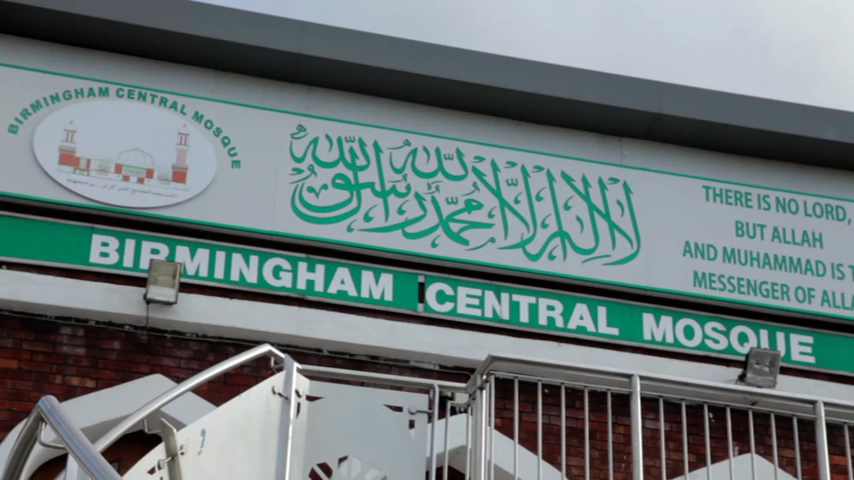 BIRMINGHAM CENTRAL MOSQUE
لا إله إلا الله محمد رسول الله
THERE IS NO LORD,
BUT ALLAH
AND MUHAMMAD IS
MESSENGER OF
BIRMINGHAM CENTRAL MOSQUE